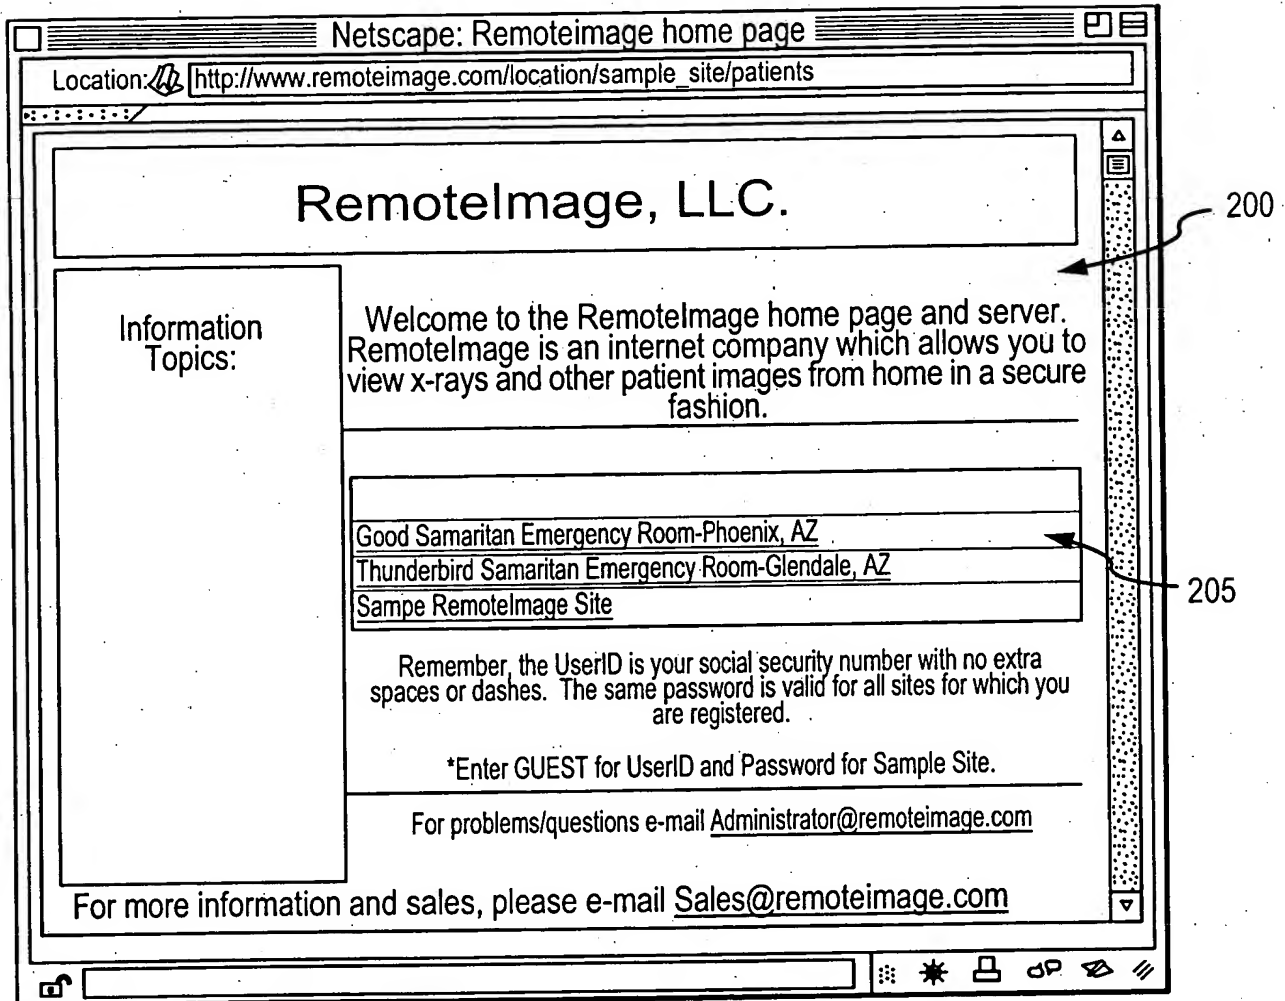 Netscape: Remoteimage home page
Location: http://www.remoteimage.com/location/sample_site/patients
RemoteImage, LLC.
200
Information
Topics:
Welcome to the RemoteImage home page and server.
RemoteImage is an internet company which allows you to
view x-rays and other patient images from home in a secure
fashion.
Good Samaritan Emergency Room-Phoenix, AZ
Thunderbird Samaritan Emergency Room-Glendale, AZ
Sampe RemoteImage Site
205
Remember, the UserID is your social security number with no extra
spaces or dashes. The same password is valid for all sites for which you
are registered.
*Enter GUEST for UserID and Password for Sample Site.
For problems/questions e-mail Administrator@remoteimage.com
For more information and sales, please e-mail Sales@remoteimage.com